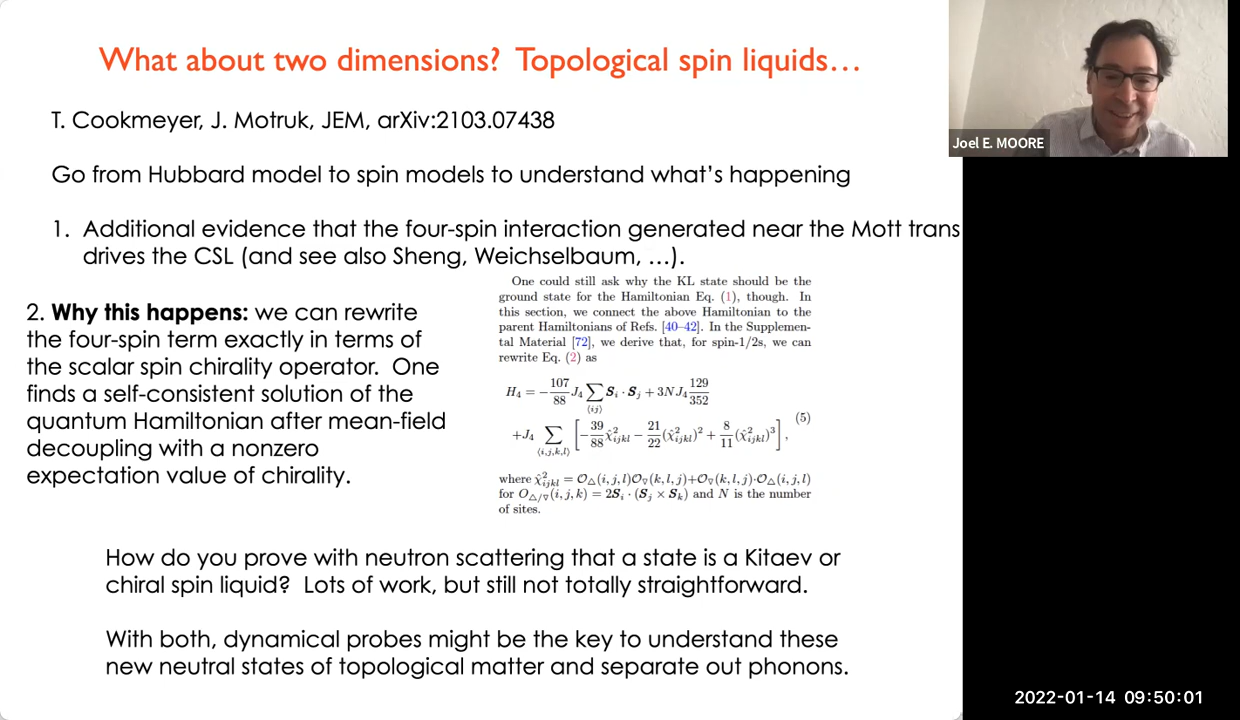 What about two dimensions?  Topological spin liquids…
T. Cookmeyer, J. Motruk, JEM, arXiv:2103.07438
Go from Hubbard model to spin models to understand what's happening
1. Additional evidence that the four-spin interaction generated near the Mott trans
drives the CSL (and see also Sheng, Weichselbaum, …).
2. Why this happens: we can rewrite
the four-spin term exactly in terms of
the scalar spin chirality operator.  One
finds a self-consistent solution of the
quantum Hamiltonian after mean-field
decoupling with a nonzero
expectation value of chirality.
One could still ask why the KL state should be the
ground state for the Hamiltonian Eq. (1), though. In
this section, we connect the above Hamiltonian to the
parent Hamiltonians of Refs. [40–42]. In the Supplemen-
tal Material [72], we derive that, for spin-1/2s, we can
rewrite Eq. (2) as
H₄ = −107/88 J₄ ∑⟨ij⟩ Sᵢ · Sⱼ + 3NJ₄ 129/352
+J₄ ∑⟨i,j,k,l⟩ [−39/88 χ̂²ijkl − 21/22 (χ̂²ijkl)² + 8/11 (χ̂²ijkl)³], (5)
where χ̂²ijkl = O△(i,j,l)O▽(k,l,j)+O▽(k,l,j)·O△(i,j,l)
for O△/▽(i,j,k) = 2Sᵢ · (Sⱼ × Sₖ) and N is the number
of sites.
How do you prove with neutron scattering that a state is a Kitaev or
chiral spin liquid?  Lots of work, but still not totally straightforward.
With both, dynamical probes might be the key to understand these
new neutral states of topological matter and separate out phonons.
Joel E. MOORE
2022-01-14 09:50:01